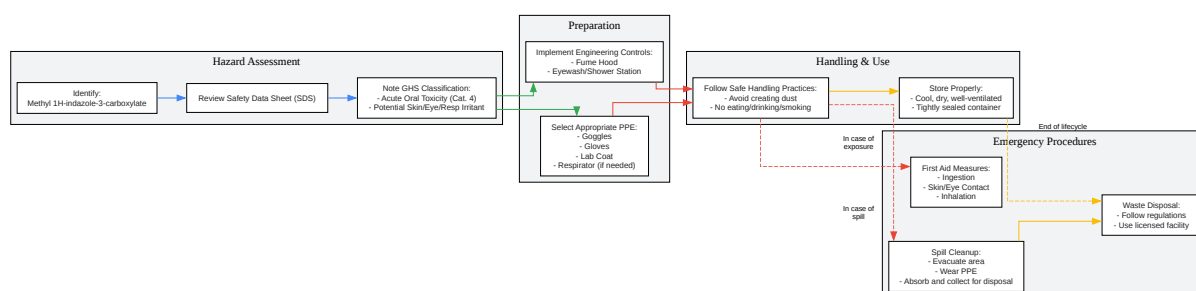 Hazard Assessment
Identify:
Methyl 1H-indazole-3-carboxylate
Review Safety Data Sheet (SDS)
Note GHS Classification:
- Acute Oral Toxicity (Cat. 4)
- Potential Skin/Eye/Resp Irritant
Preparation
Implement Engineering Controls:
- Fume Hood
- Eyewash/Shower Station
Select Appropriate PPE:
- Goggles
- Gloves
- Lab Coat
- Respirator (if needed)
Handling & Use
Follow Safe Handling Practices:
- Avoid creating dust
- No eating/drinking/smoking
Store Properly:
- Cool, dry, well-ventilated
- Tightly sealed container
In case of
exposure
In case of
spill
End of lifecycle
Emergency Procedures
First Aid Measures:
- Ingestion
- Skin/Eye Contact
- Inhalation
Waste Disposal:
- Follow regulations
- Use licensed facility
Spill Cleanup:
- Evacuate area
- Wear PPE
- Absorb and collect for disposal